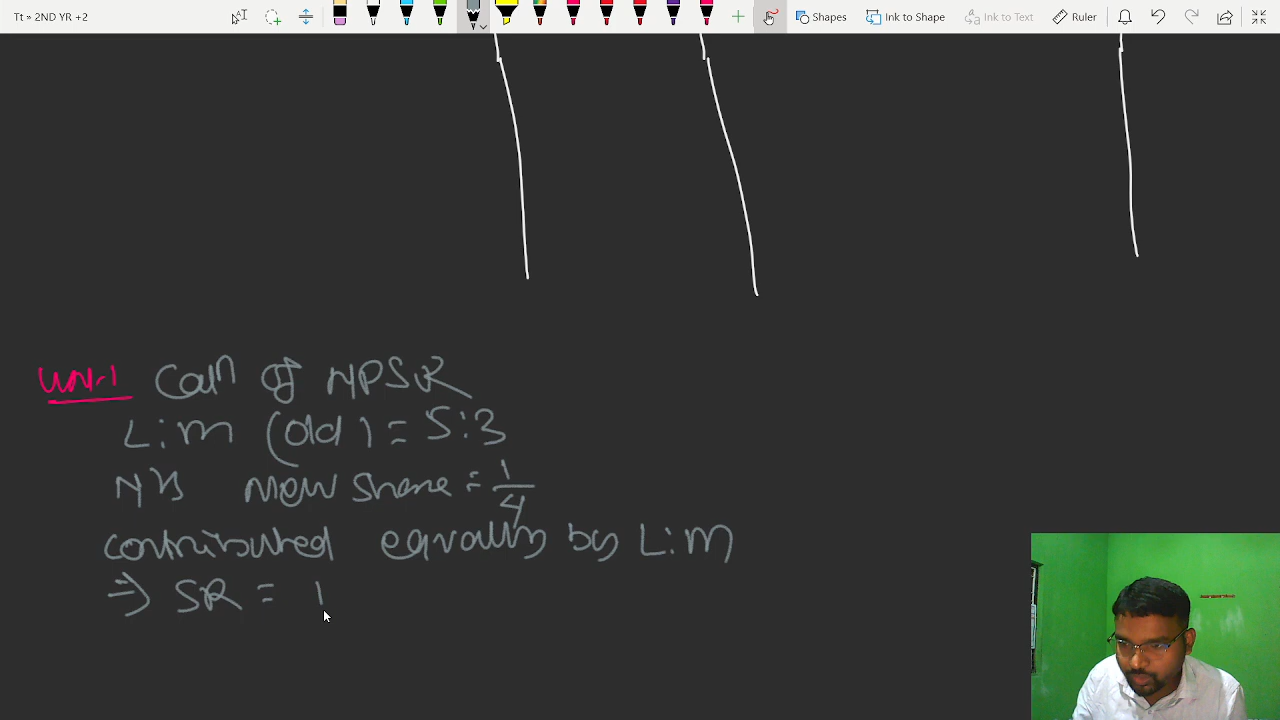 Tt » 2ND YR +2
Shapes
Ink to Shape
Ink to Text
Ruler
WN-1 Caln of NPSR
L:M (old) = 5:3
N's New Share = 1/4
contributed equally by L:M
⇒ SR = 1